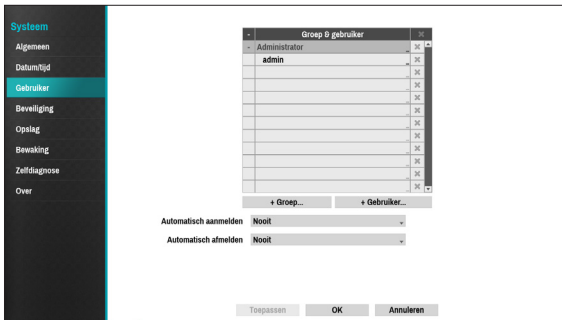 Systeem
Algemeen
Datum/tijd
Gebruiker
Beveiliging
Opslag
Bewaking
Zelfdiagnose
Over
- Groep & gebruiker
- Administrator
admin
+ Groep... + Gebruiker...
Automatisch aanmelden Nooit
Automatisch afmelden Nooit
Toepassen OK Annuleren